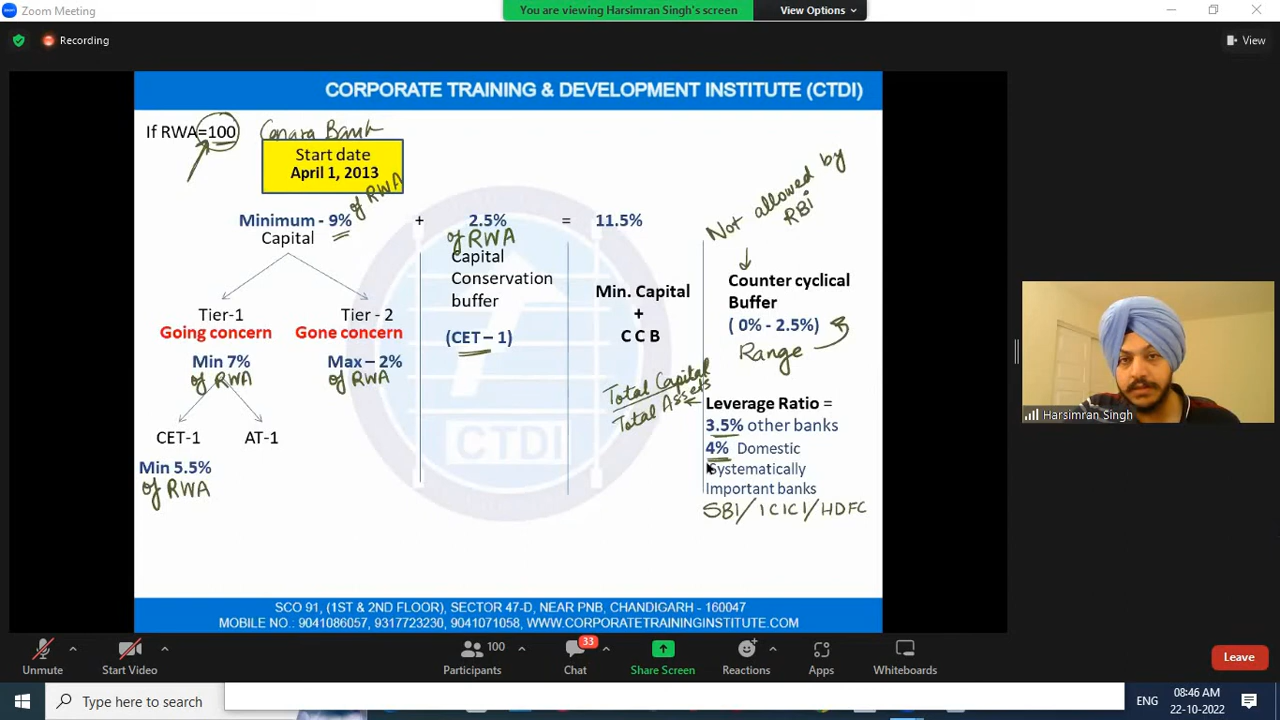 Zoom Meeting
You are viewing Harsimran Singh's screen
View Options
Recording
View
CORPORATE TRAINING & DEVELOPMENT INSTITUTE (CTDI)
If RWA=100
Canara Bank
Start date
April 1, 2013
of RWA
Minimum - 9% + 2.5% = 11.5%
Capital
of RWA
Capital
Conservation
buffer
(CET – 1)
Min. Capital
+
C C B
Not allowed by
RBi
Counter cyclical
Buffer
( 0% - 2.5%)
Range
Tier-1
Going concern
Min 7%
of RWA
Tier - 2
Gone concern
Max – 2%
of RWA
CET-1
AT-1
Min 5.5%
of RWA
Total Capital
Total Assets
Leverage Ratio =
3.5% other banks
4% Domestic
Systematically
Important banks
SBI/ICICI/HDFC
CTDI
SCO 91, (1ST & 2ND FLOOR), SECTOR 47-D, NEAR PNB, CHANDIGARH - 160047
MOBILE NO.: 9041086057, 9317723230, 9041071058, WWW.CORPORATETRAININGINSTITUTE.COM
Harsimran Singh
Unmute
Start Video
100
Participants
33
Chat
Share Screen
Reactions
Apps
Whiteboards
Leave
Type here to search
ENG
08:46 AM
22-10-2022